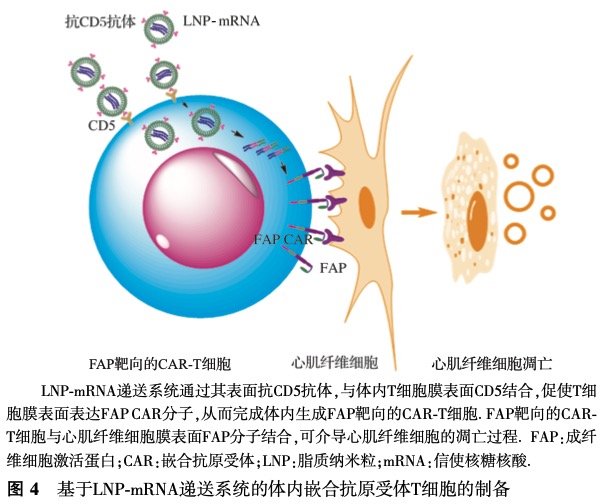 抗CD5抗体
LNP-mRNA
CD5
FAP CAR
FAP
FAP靶向的CAR-T细胞
心肌纤维细胞
心肌纤维细胞凋亡
LNP-mRNA递送系统通过其表面抗CD5抗体,与体内T细胞膜表面CD5结合,促使T细
胞膜表面表达FAP CAR分子,从而完成体内生成FAP靶向的CAR-T细胞. FAP靶向的CAR-
T细胞与心肌纤维细胞膜表面FAP分子结合,可介导心肌纤维细胞的凋亡过程. FAP:成纤
维细胞激活蛋白;CAR:嵌合抗原受体;LNP:脂质纳米粒;mRNA:信使核糖核酸.
图 4 基于LNP-mRNA递送系统的体内嵌合抗原受体T细胞的制备